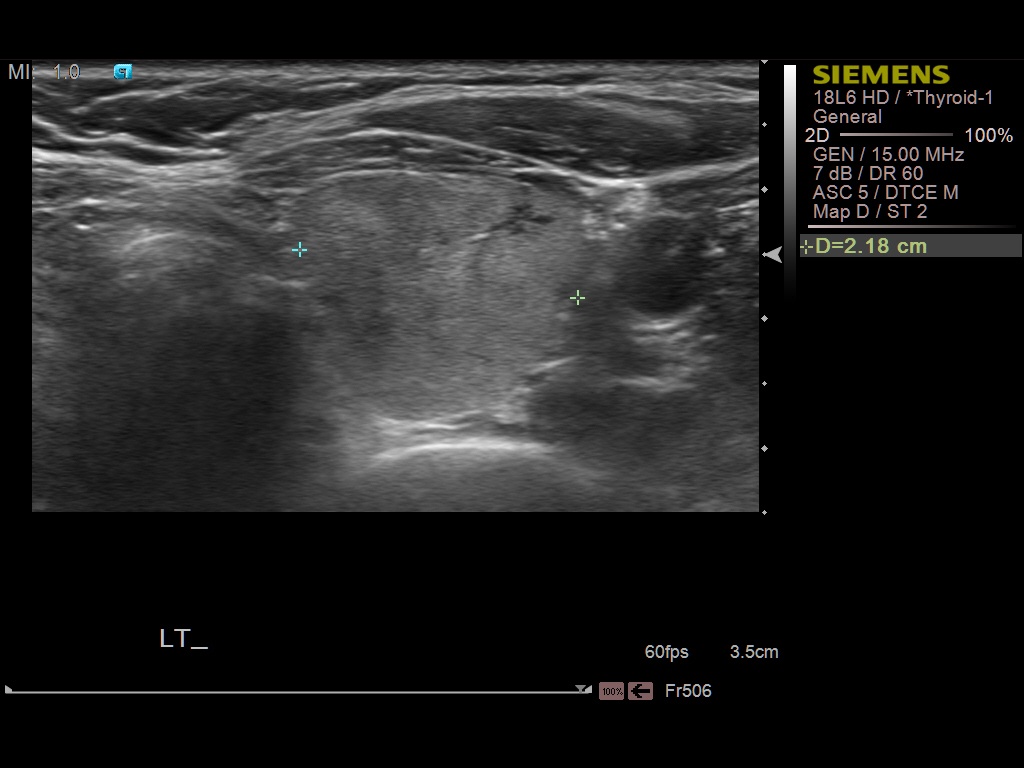 MI: 1.0
SIEMENS
18L6 HD / *Thyroid-1
General
2D 100%
GEN / 15.00 MHz
7 dB / DR 60
ASC 5 / DTCE M
Map D / ST 2
D=2.18 cm
LT_
60fps 3.5cm
100% Fr506